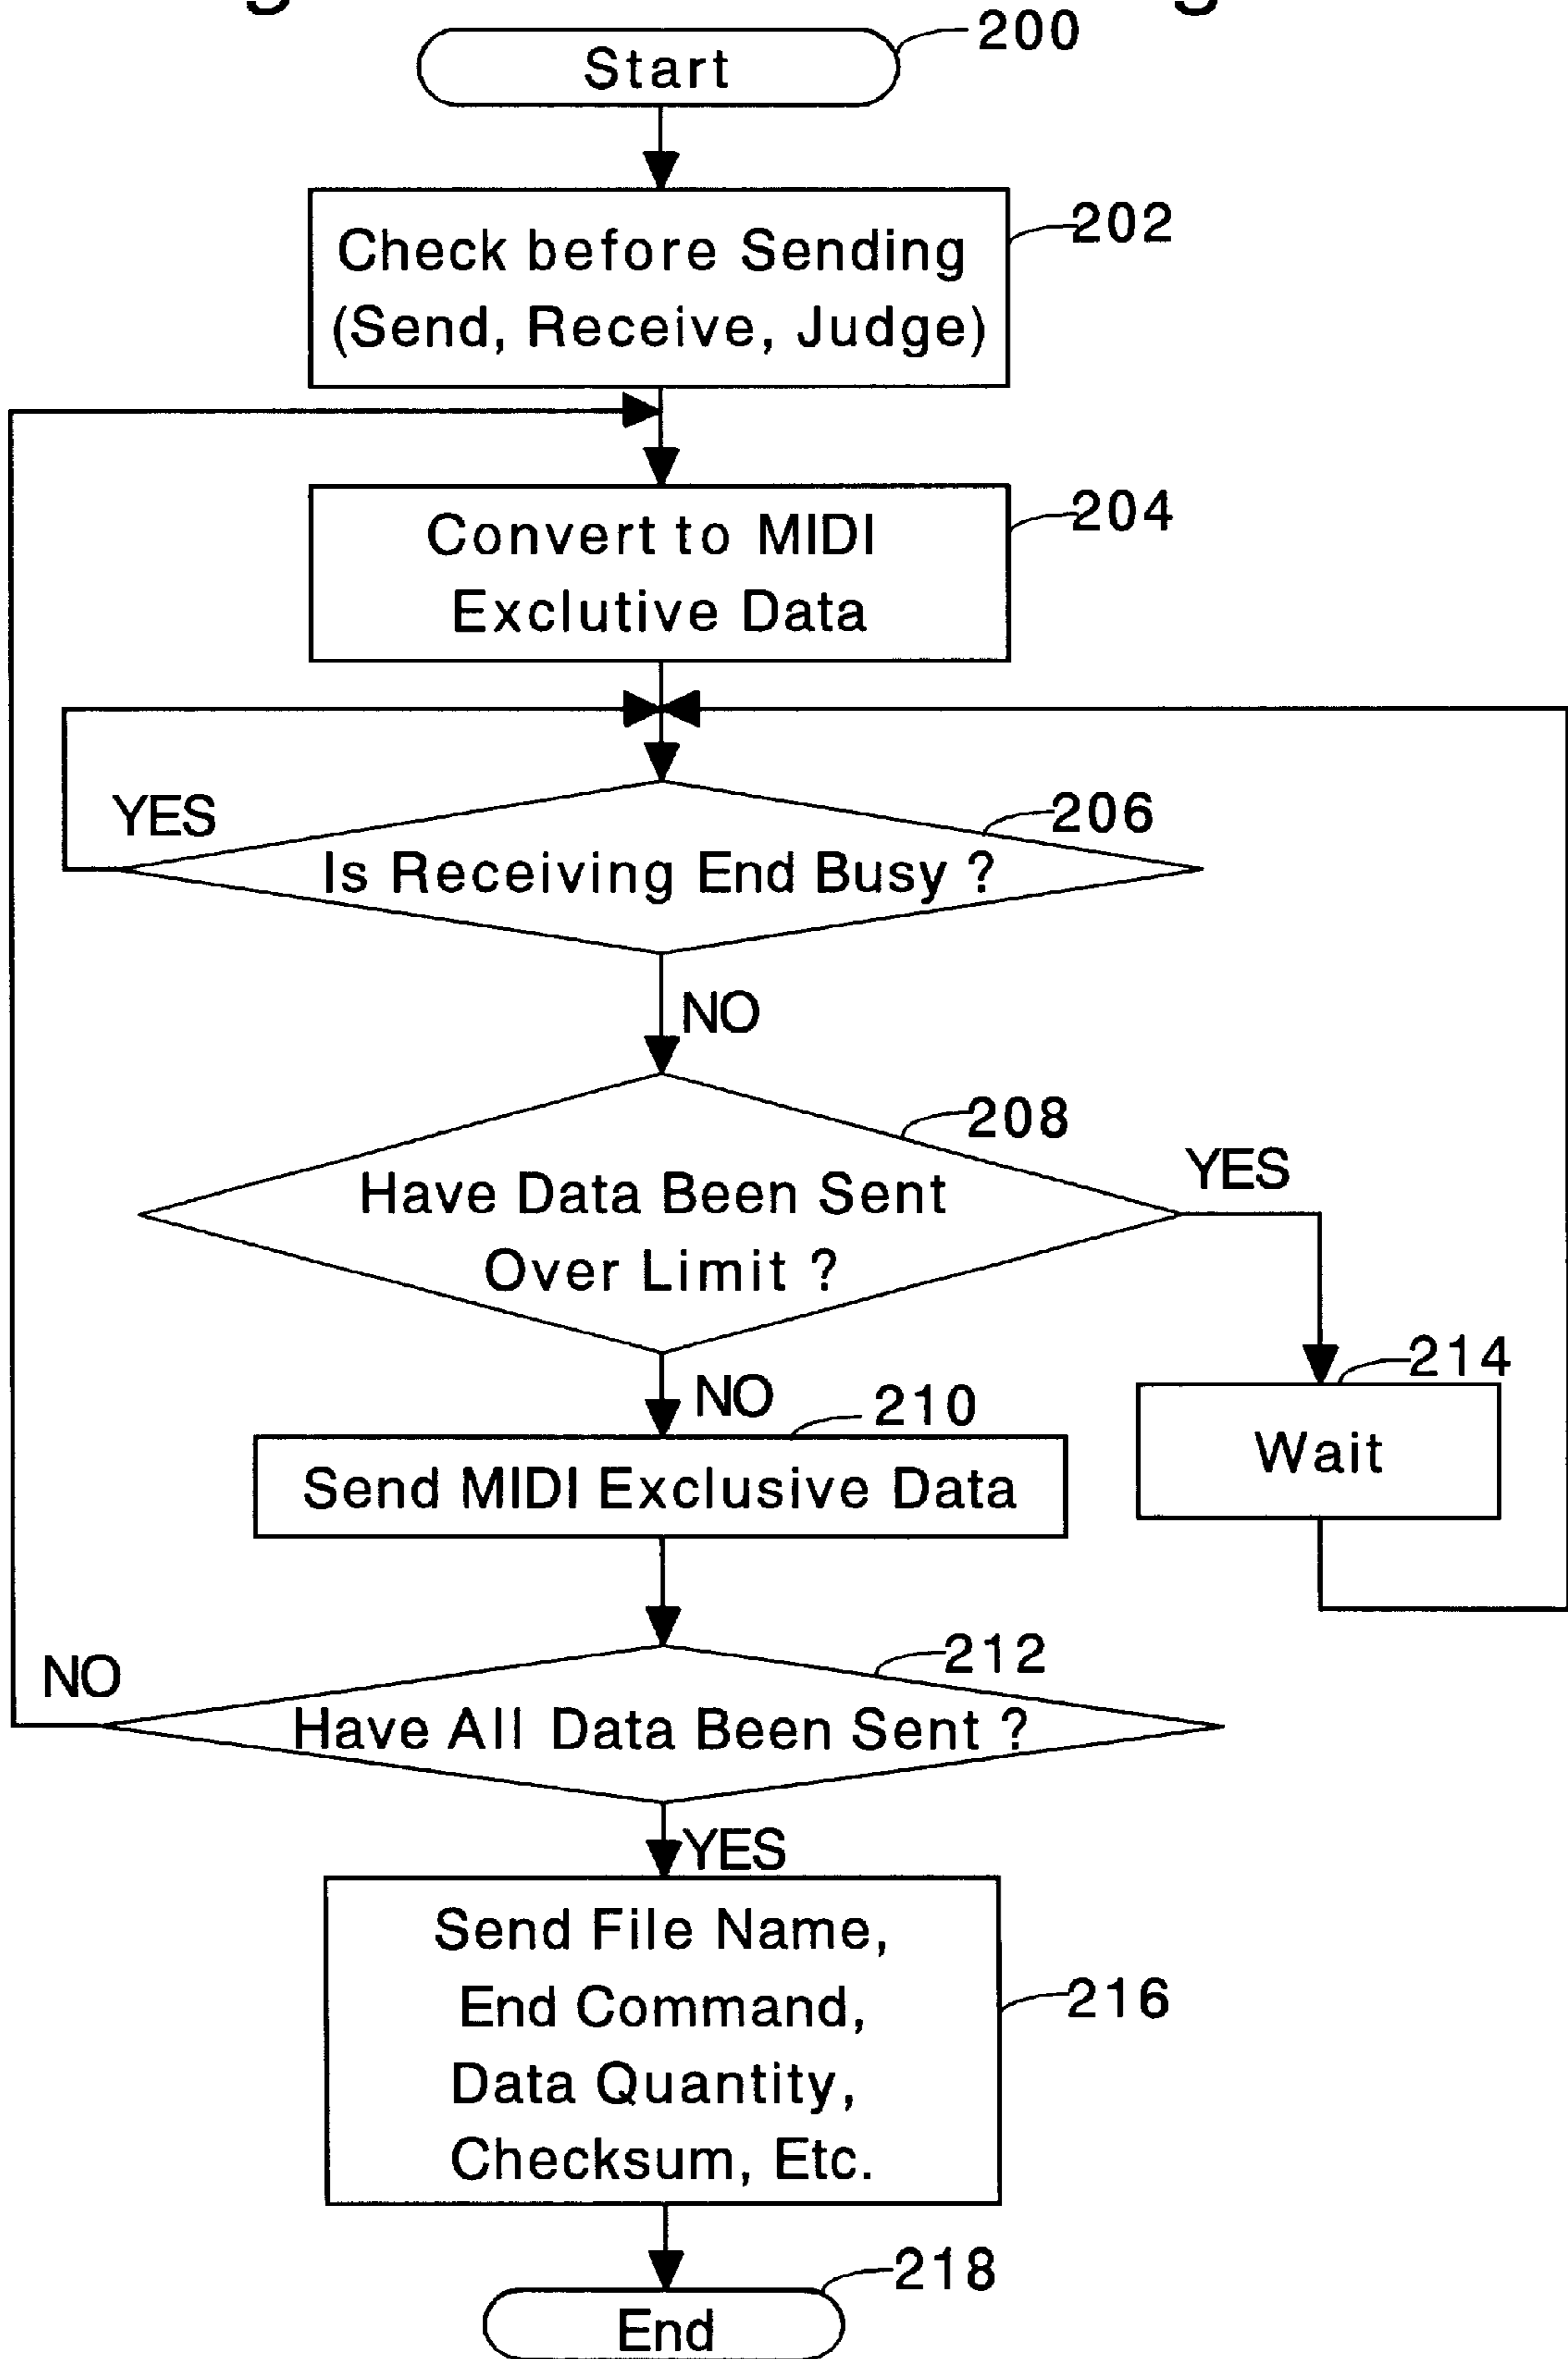 200
Start
202
Check before Sending
(Send, Receive, Judge)
204
Convert to MIDI
Exclutive Data
206
YES
Is Receiving End Busy ?
NO
208
YES
Have Data Been Sent
Over Limit ?
214
NO
210
Wait
Send MIDI Exclusive Data
212
NO
Have All Data Been Sent ?
YES
Send File Name,
End Command,
216
Data Quantity,
Checksum, Etc.
218
End